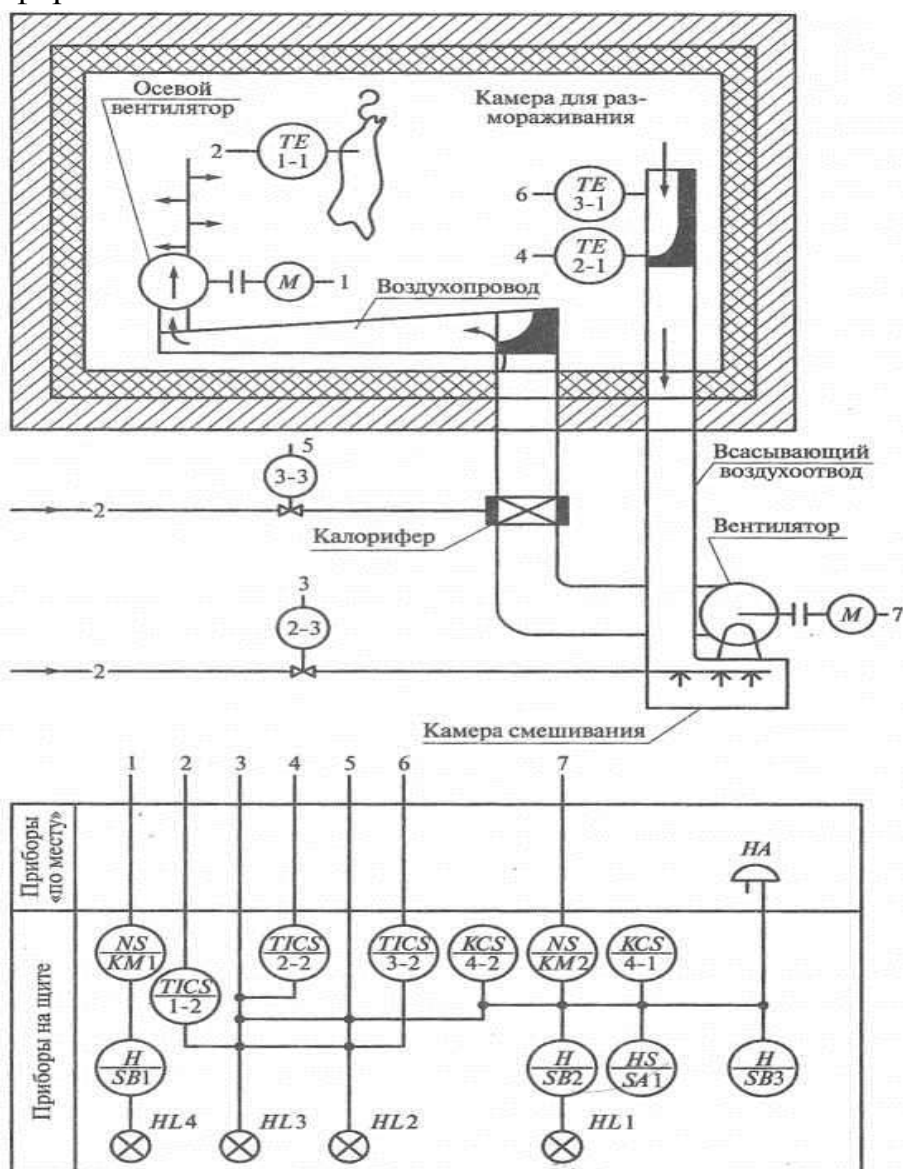 Осевой
вентилятор
Камера для раз-
мораживания
2
TE
1-1
6
TE
3-1
4
TE
2-1
M
1
Воздухопровод
5
3-3
2
Калорифер
Всасывающий
воздухоотвод
Вентилятор
3
2-3
M
7
2
Камера смешивания
1 2 3 4 5 6 7
Приборы
«по месту»
HA
Приборы на щите
NS
KM1
TICS
1-2
TICS
2-2
TICS
3-2
KCS
4-2
NS
KM2
KCS
4-1
H
SB1
H
SB2
HS
SA1
H
SB3
HL4
HL3
HL2
HL1